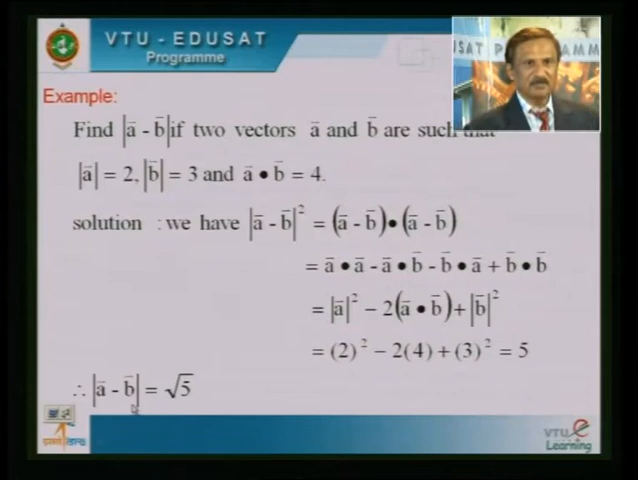 VTU - EDUSAT
Programme
Example:
Find |a̅ - b̅| if two vectors a̅ and b̅ are such that
|a̅| = 2, |b̅| = 3 and a̅ • b̅ = 4.
solution : we have |a̅ - b̅|² = (a̅ - b̅)•(a̅ - b̅)
= a̅ • a̅ - a̅ • b̅ - b̅ • a̅ + b̅ • b̅
= |a̅|² − 2(a̅ • b̅) + |b̅|²
= (2)² − 2(4) + (3)² = 5
∴ |a̅ - b̅| = √5
VTU e
Learning